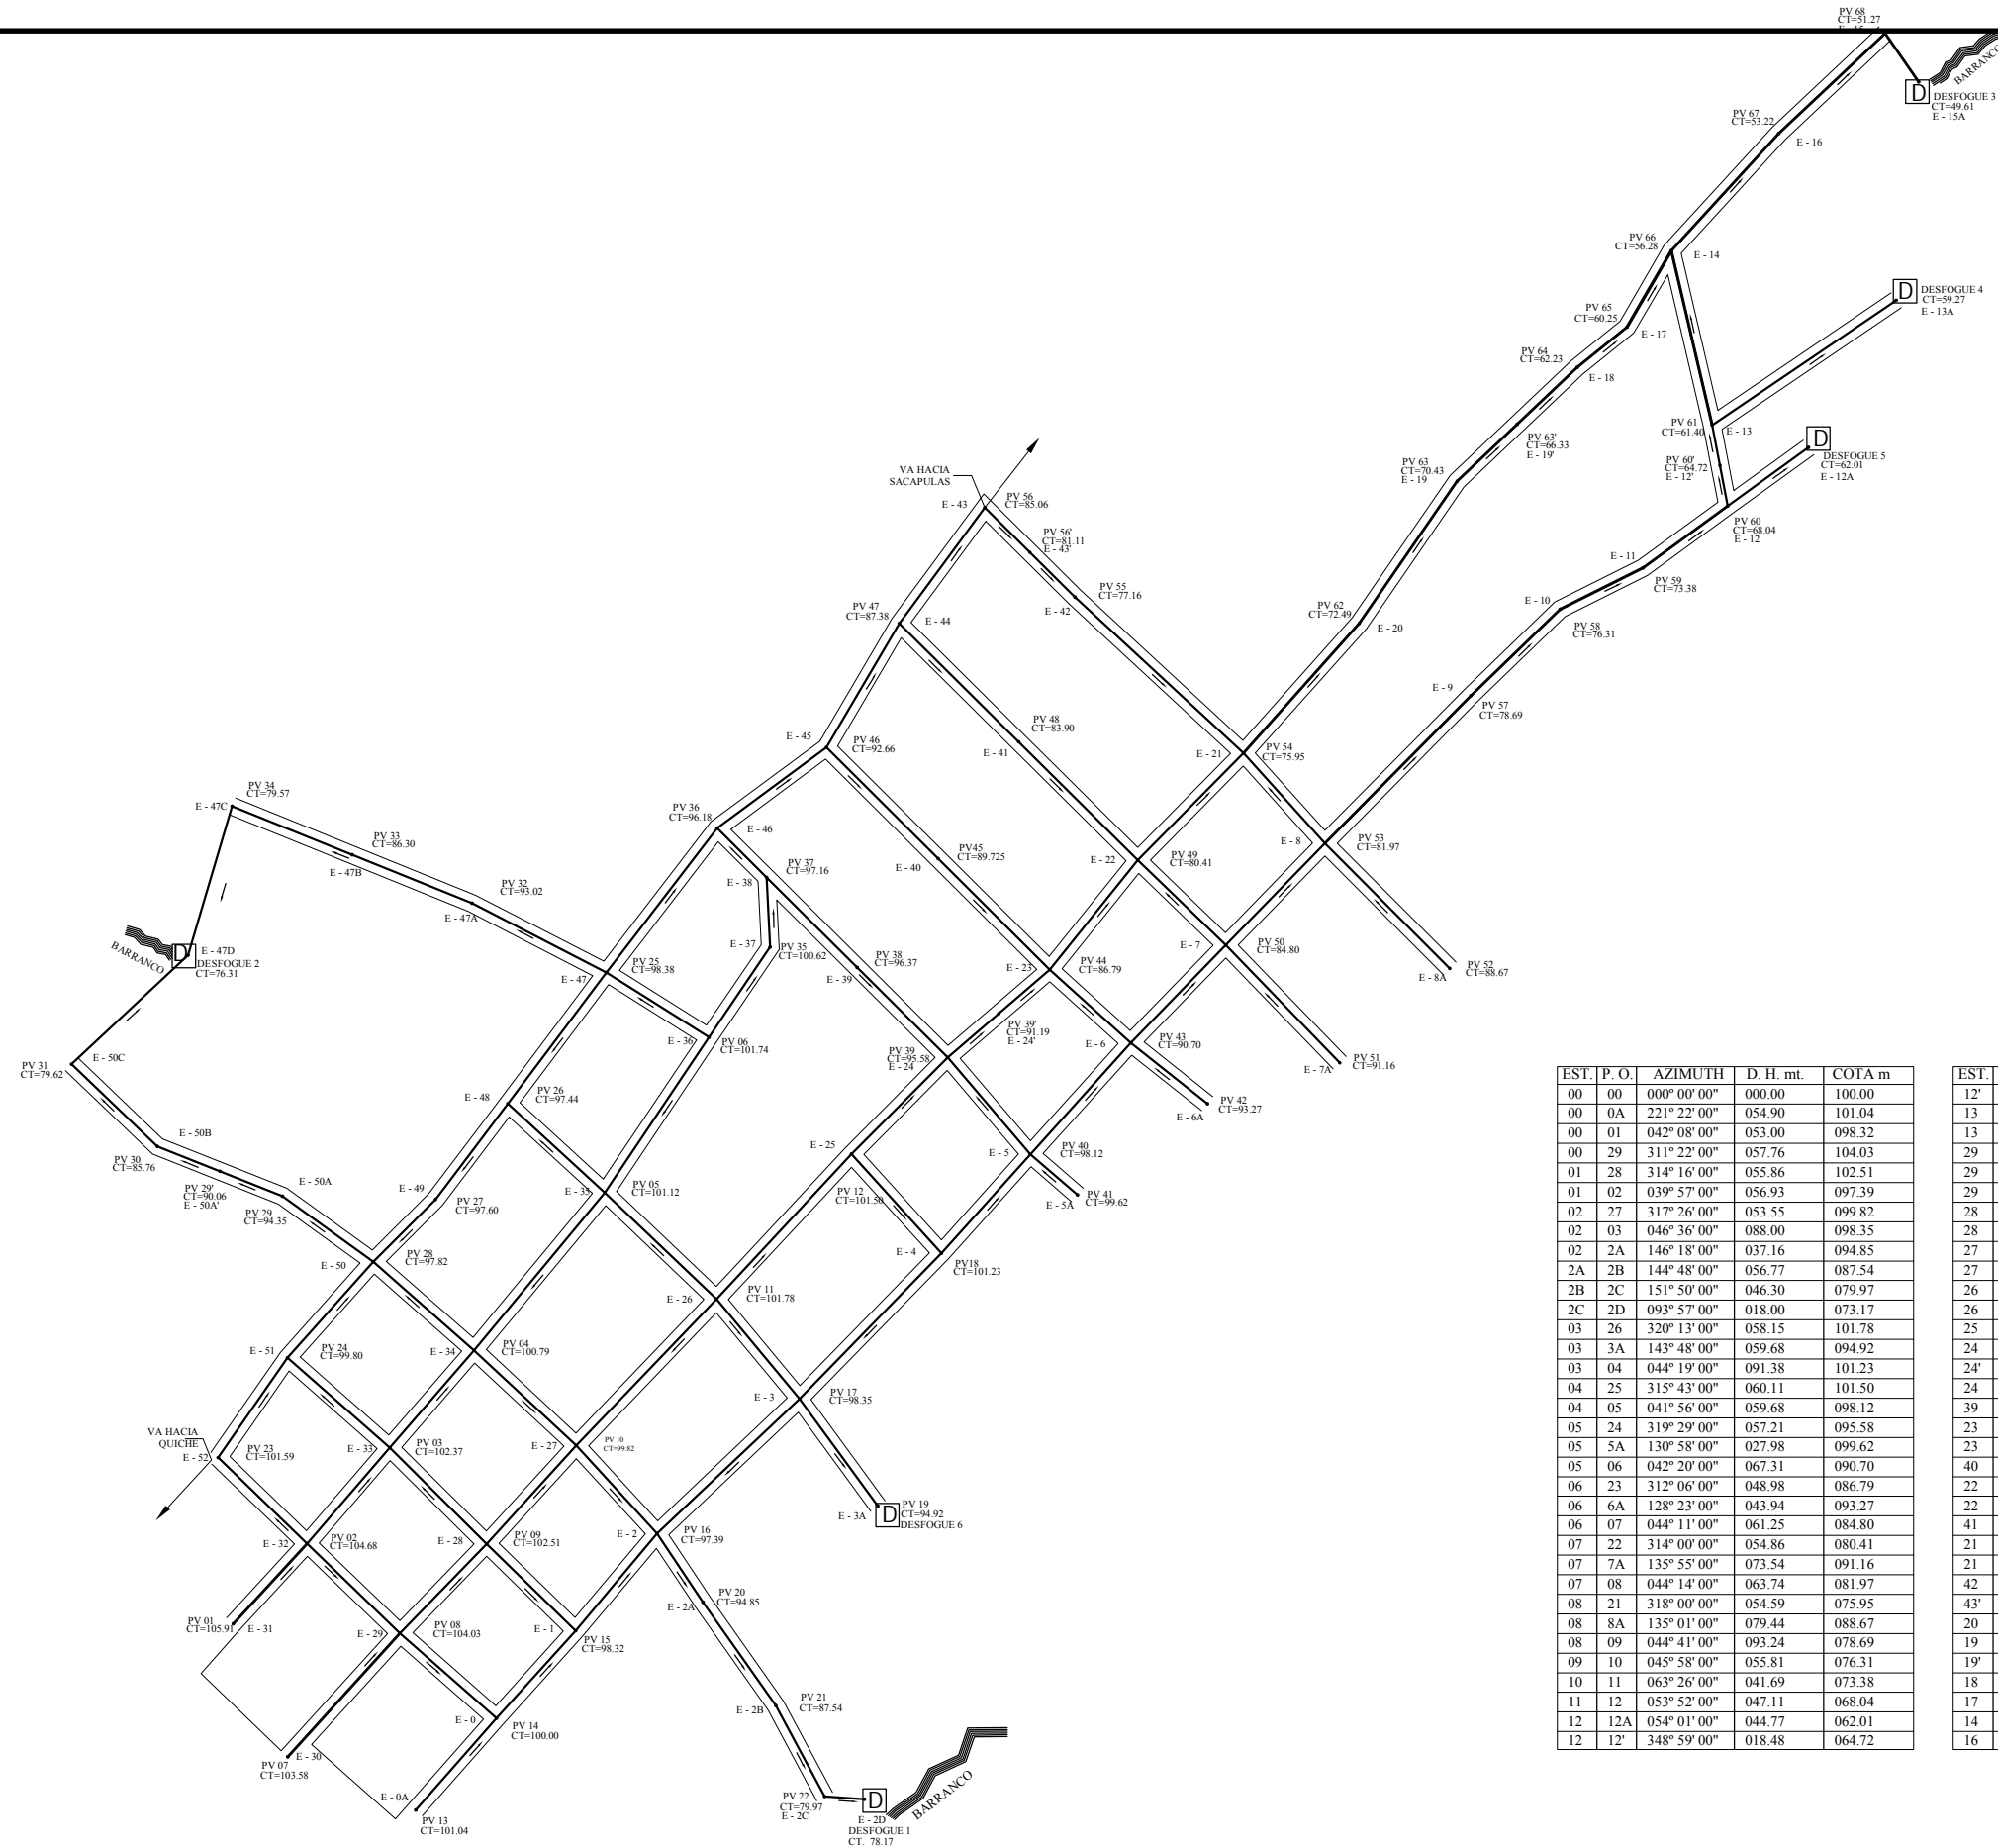 PV 68
CT=51.27
BARRANCO
DESFOGUE 3
CT=49.61
E - 15A
D
PV 67
CT=53.22
E - 16
PV 66
CT=56.28
E - 14
D
DESFOGUE 4
CT=59.27
E - 13A
PV 65
CT=60.25
E - 17
PV 64
CT=62.23
E - 18
PV 61
CT=61.40
E - 13
PV 63'
CT=66.33
E - 19'
D
DESFOGUE 5
CT=62.01
E - 12A
PV 60'
CT=64.72
E - 12'
PV 63
CT=70.43
E - 19
VA HACIA
SACAPULAS
E - 43
PV 56
CT=85.06
PV 56'
CT=81.11
E - 43'
PV 60
CT=68.04
E - 12
E - 11
PV 59
CT=73.38
PV 55
CT=77.16
E - 42
PV 47
CT=87.38
E - 44
PV 62
CT=72.49
E - 20
E - 10
PV 58
CT=76.31
E - 9
PV 57
CT=78.69
PV 48
CT=83.90
E - 41
E - 45
PV 46
CT=92.66
E - 21
PV 54
CT=75.95
PV 34
CT=79.57
E - 47C
PV 36
CT=96.18
E - 46
PV 33
CT=86.30
E - 47B
PV45
CT=89.725
E - 40
E - 22
PV 49
CT=80.41
E - 8
PV 53
CT=81.97
PV 37
CT=97.16
E - 38
PV 32
CT=93.02
E - 47A
BARRANCO
D
E - 47D
DESFOGUE 2
CT=76.31
E - 37
PV 35
CT=100.62
PV 38
CT=96.37
E - 39
E - 23
PV 44
CT=86.79
E - 7
PV 50
CT=84.80
E - 8A
PV 52
CT=88.67
PV 25
CT=98.38
E - 47
PV 39'
CT=91.19
E - 24'
E - 36
PV 06
CT=101.74
PV 39
CT=95.58
E - 24
E - 6
PV 43
CT=90.70
E - 7A
PV 51
CT=91.16
E - 50C
PV 31
CT=79.62
E - 48
PV 26
CT=97.44
E - 6A
PV 42
CT=93.27
E - 50B
PV 30
CT=85.76
E - 25
E - 5
PV 40
CT=98.12
PV 29'
CT=90.06
E - 50A'
E - 50A
PV 29
CT=94.35
E - 49
PV 27
CT=97.60
E - 35
PV 05
CT=101.12
PV 12
CT=101.50
E - 5A
PV 41
CT=99.62
E - 50
PV 28
CT=97.82
E - 4
PV18
CT=101.23
E - 26
PV 11
CT=101.78
E - 51
PV 24
CT=99.80
E - 34
PV 04
CT=100.79
E - 3
PV 17
CT=98.35
VA HACIA
QUICHE
E - 52
PV 23
CT=101.59
E - 33
PV 03
CT=102.37
E - 27
PV 10
CT=99.82
E - 3A
D
PV 19
CT=94.92
DESFOGUE 6
E - 32
PV 02
CT=104.68
E - 28
PV 09
CT=102.51
E - 2
PV 16
CT=97.39
PV 20
CT=94.85
E - 2A
PV 01
CT=105.91
E - 31
E - 29
PV 08
CT=104.03
E - 1
PV 15
CT=98.32
E - 0
PV 14
CT=100.00
E - 2B
PV 21
CT=87.54
PV 07
CT=103.58
E - 30
E - 0A
PV 13
CT=101.04
PV 22
CT=79.97
E - 2C
D
E - 2D
DESFOGUE 1
CT. 78.17
BARRANCO
EST. P. O. AZIMUTH D. H. mt. COTA m
00 00 000° 00' 00" 000.00 100.00
00 0A 221° 22' 00" 054.90 101.04
00 01 042° 08' 00" 053.00 098.32
00 29 311° 22' 00" 057.76 104.03
01 28 314° 16' 00" 055.86 102.51
01 02 039° 57' 00" 056.93 097.39
02 27 317° 26' 00" 053.55 099.82
02 03 046° 36' 00" 088.00 098.35
02 2A 146° 18' 00" 037.16 094.85
2A 2B 144° 48' 00" 056.77 087.54
2B 2C 151° 50' 00" 046.30 079.97
2C 2D 093° 57' 00" 018.00 073.17
03 26 320° 13' 00" 058.15 101.78
03 3A 143° 48' 00" 059.68 094.92
03 04 044° 19' 00" 091.38 101.23
04 25 315° 43' 00" 060.11 101.50
04 05 041° 56' 00" 059.68 098.12
05 24 319° 29' 00" 057.21 095.58
05 5A 130° 58' 00" 027.98 099.62
05 06 042° 20' 00" 067.31 090.70
06 23 312° 06' 00" 048.98 086.79
06 6A 128° 23' 00" 043.94 093.27
06 07 044° 11' 00" 061.25 084.80
07 22 314° 00' 00" 054.86 080.41
07 7A 135° 55' 00" 073.54 091.16
07 08 044° 14' 00" 063.74 081.97
08 21 318° 00' 00" 054.59 075.95
08 8A 135° 01' 00" 079.44 088.67
08 09 044° 41' 00" 093.24 078.69
09 10 045° 58' 00" 055.81 076.31
10 11 063° 26' 00" 041.69 073.38
11 12 053° 52' 00" 047.11 068.04
12 12A 054° 01' 00" 044.77 062.01
12 12' 348° 59' 00" 018.48 064.72
EST.
12'
13
13
29
29
29
28
28
27
27
26
26
25
24
24'
24
39
23
23
40
22
22
41
21
21
42
43'
20
19
19'
18
17
14
16